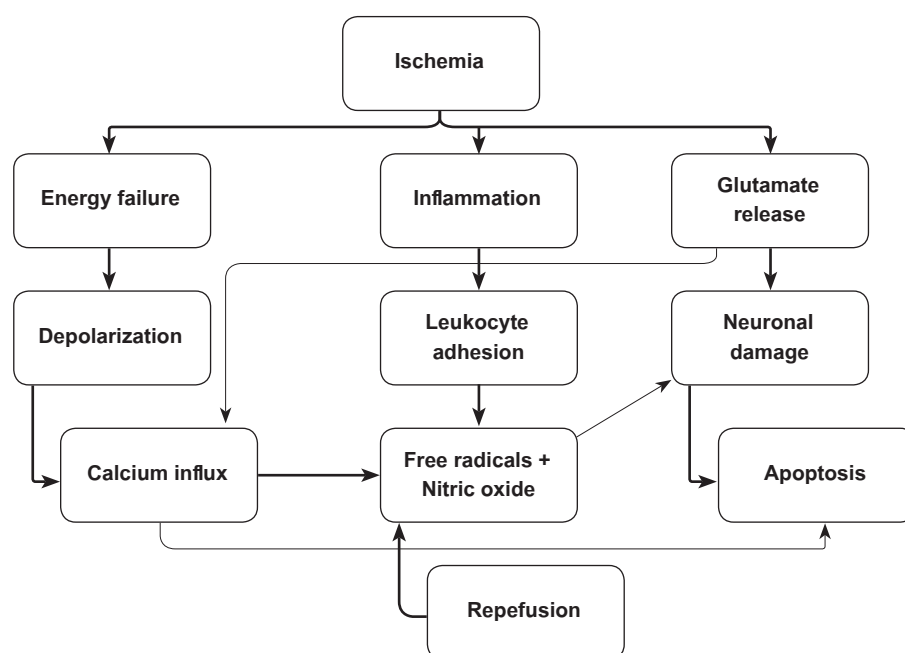 Ischemia
Energy failure
Inflammation
Glutamate
release
Depolarization
Leukocyte
adhesion
Neuronal
damage
Calcium influx
Free radicals +
Nitric oxide
Apoptosis
Repefusion